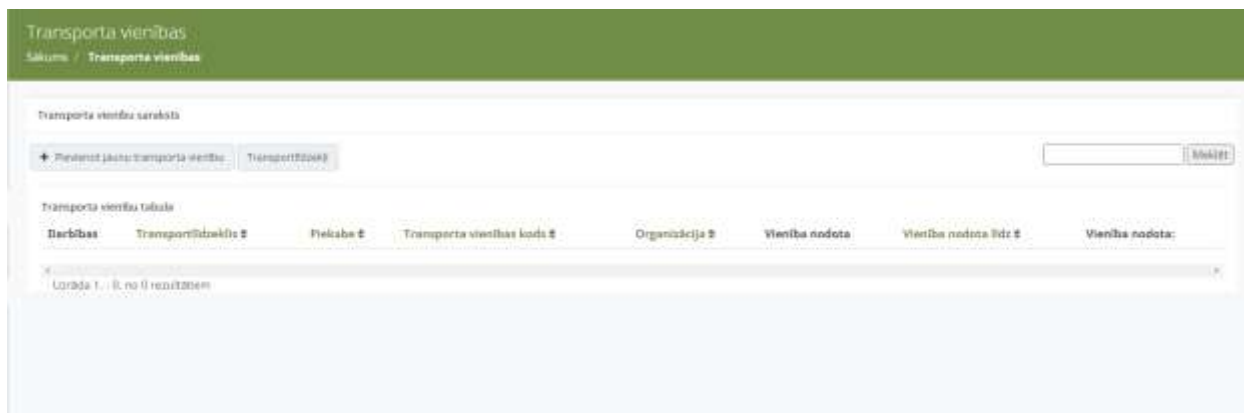 Transporta vienības
Sākums / Transporta vienības
Transporta vienību saraksts
+ Pievienot jaunu transporta vienību Transportlīdzekļi Meklēt
Transporta vienību tabula
Darbības Transportlīdzeklis Piekabe Transporta vienības kods Organizācija Vienība nodota Vienība nodota līdz Vienība nodota:
Uzrāda 1. - 0. no 0 rezultātiem